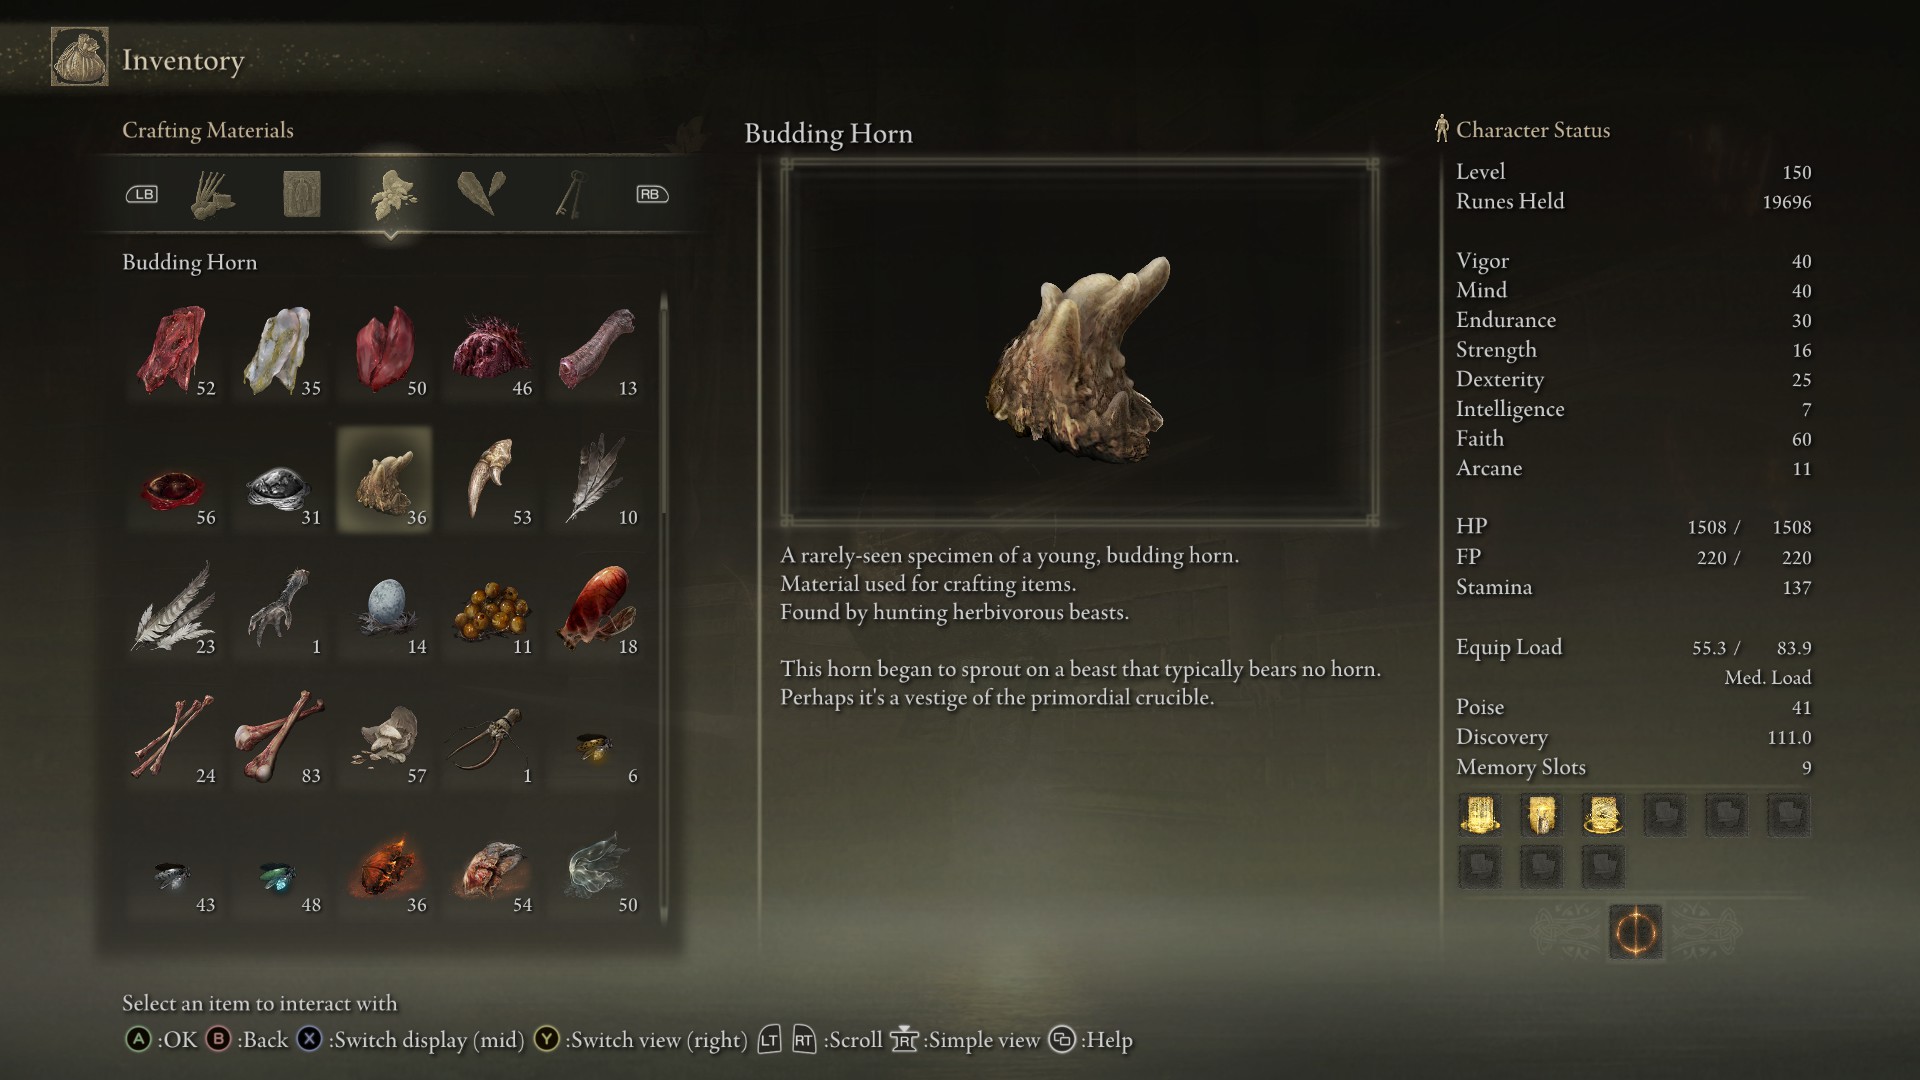 Inventory
Crafting Materials
LB
RB
Budding Horn
52 35 50 46 13
56 31 36 53 10
23 1 14 11 18
24 83 57 1 6
43 48 36 54 50
Budding Horn
A rarely-seen specimen of a young, budding horn.
Material used for crafting items.
Found by hunting herbivorous beasts.
This horn began to sprout on a beast that typically bears no horn.
Perhaps it's a vestige of the primordial crucible.
Character Status
Level 150
Runes Held 19696
Vigor 40
Mind 40
Endurance 30
Strength 16
Dexterity 25
Intelligence 7
Faith 60
Arcane 11
HP 1508 / 1508
FP 220 / 220
Stamina 137
Equip Load 55.3 / 83.9
Med. Load
Poise 41
Discovery 111.0
Memory Slots 9
Select an item to interact with
A :OK B :Back X :Switch display (mid) Y :Switch view (right) LT RT :Scroll R :Simple view :Help